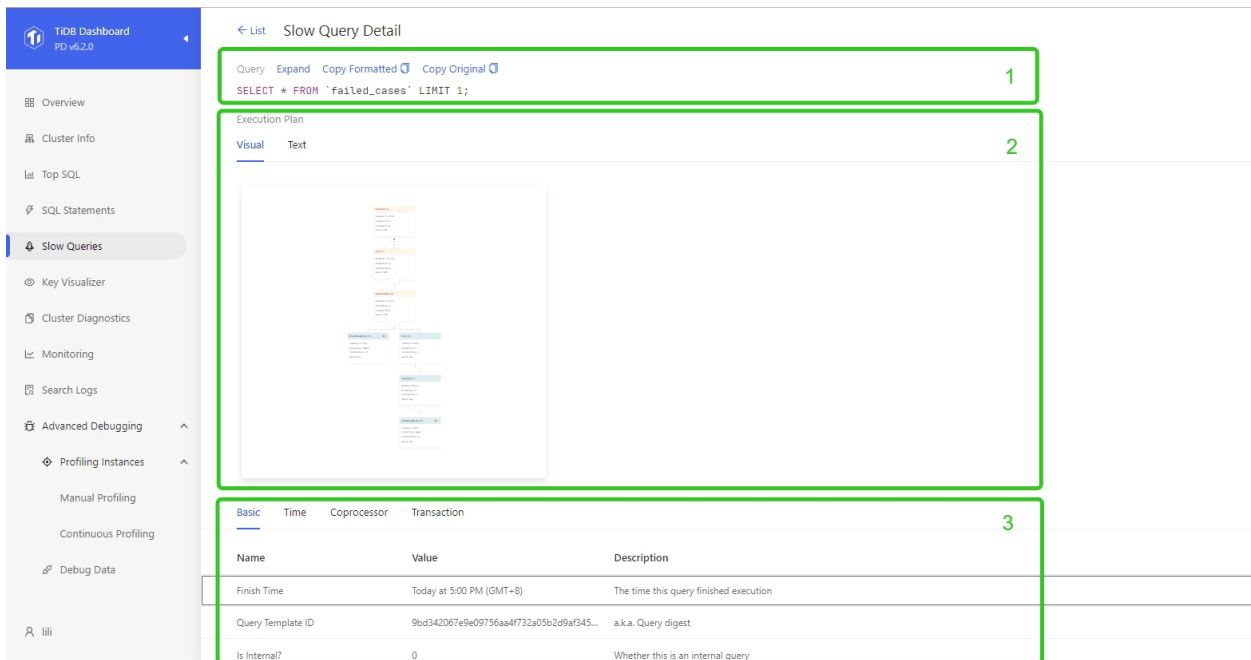 TiDB Dashboard
PD v6.2.0
Overview
Cluster Info
Top SQL
SQL Statements
Slow Queries
Key Visualizer
Cluster Diagnostics
Monitoring
Search Logs
Advanced Debugging
Profiling Instances
Manual Profiling
Continuous Profiling
Debug Data
lili
← List Slow Query Detail
Query Expand Copy Formatted Copy Original
1
SELECT * FROM `failed_cases` LIMIT 1;
Execution Plan
Visual Text
2
Basic Time Coprocessor Transaction
3
Name Value Description
Finish Time Today at 5:00 PM (GMT+8) The time this query finished execution
Query Template ID 9bd342067e9e09756aa4f732a05b2d9af345... a.k.a. Query digest
Is Internal? 0 Whether this is an internal query